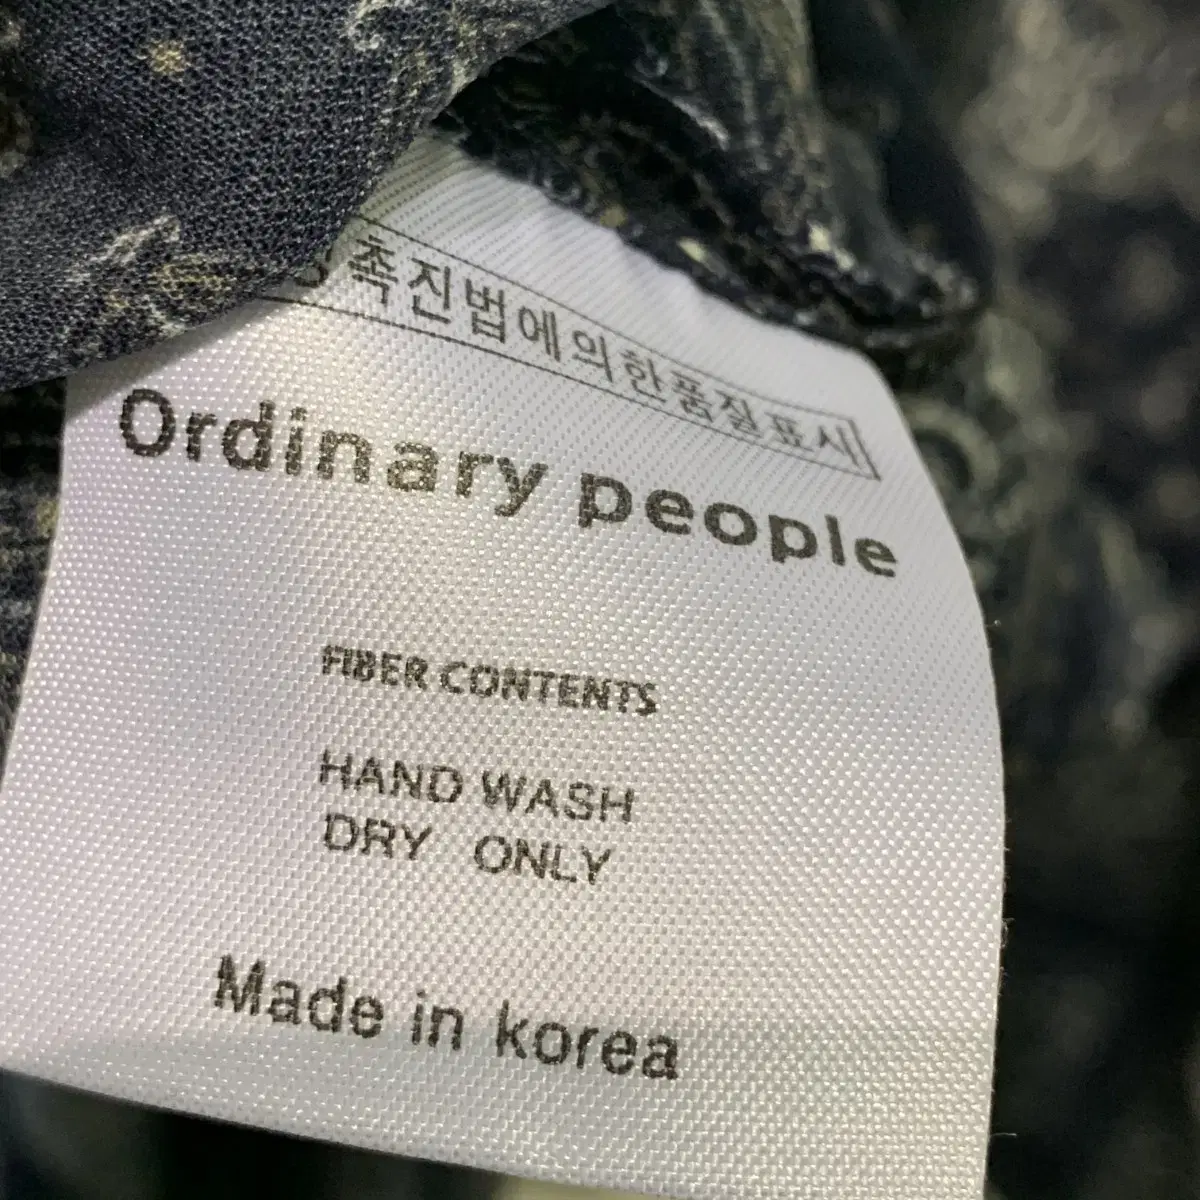 촉진법에의한품질표시
Ordinary people
FIBER CONTENTS
HAND WASH
DRY ONLY
Made in korea